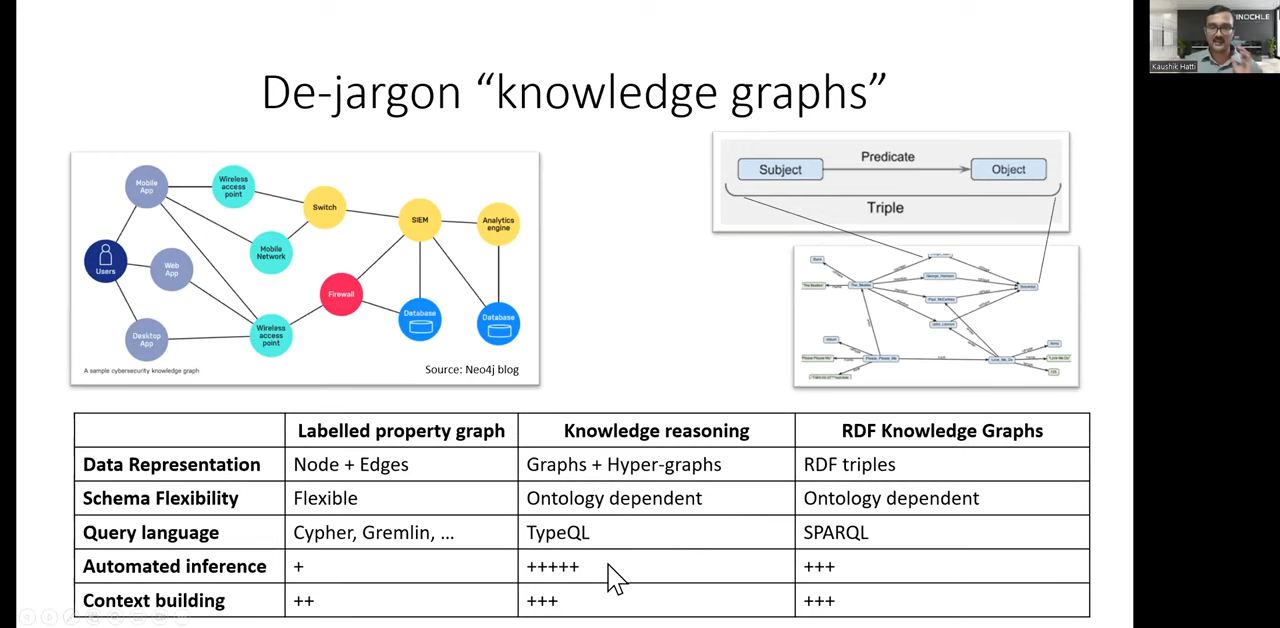 INOCHLE
Kaushik Hatti
De-jargon “knowledge graphs”
Mobile
App
Wireless
access
point
Switch
SIEM
Analytics
engine
Users
Web
App
Mobile
Network
Firewall
Database
Database
Desktop
App
Wireless
access
point
A sample cybersecurity knowledge graph
Source: Neo4j blog
Subject
Predicate
Object
Triple
Labelled property graph Knowledge reasoning RDF Knowledge Graphs
Data Representation Node + Edges Graphs + Hyper-graphs RDF triples
Schema Flexibility Flexible Ontology dependent Ontology dependent
Query language Cypher, Gremlin, ... TypeQL SPARQL
Automated inference + +++++ +++
Context building ++ +++ +++